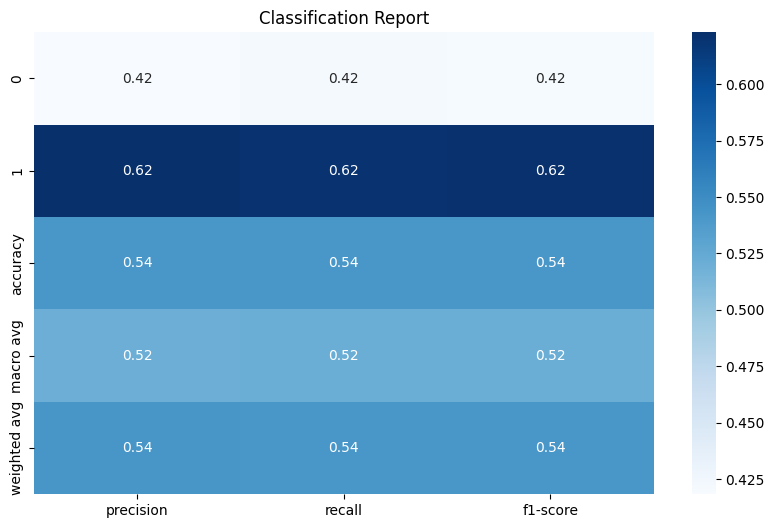 Classification Report
0 0.42 0.42 0.42
1 0.62 0.62 0.62
accuracy 0.54 0.54 0.54
macro avg 0.52 0.52 0.52
weighted avg 0.54 0.54 0.54
precision recall f1-score
0.600
0.575
0.550
0.525
0.500
0.475
0.450
0.425